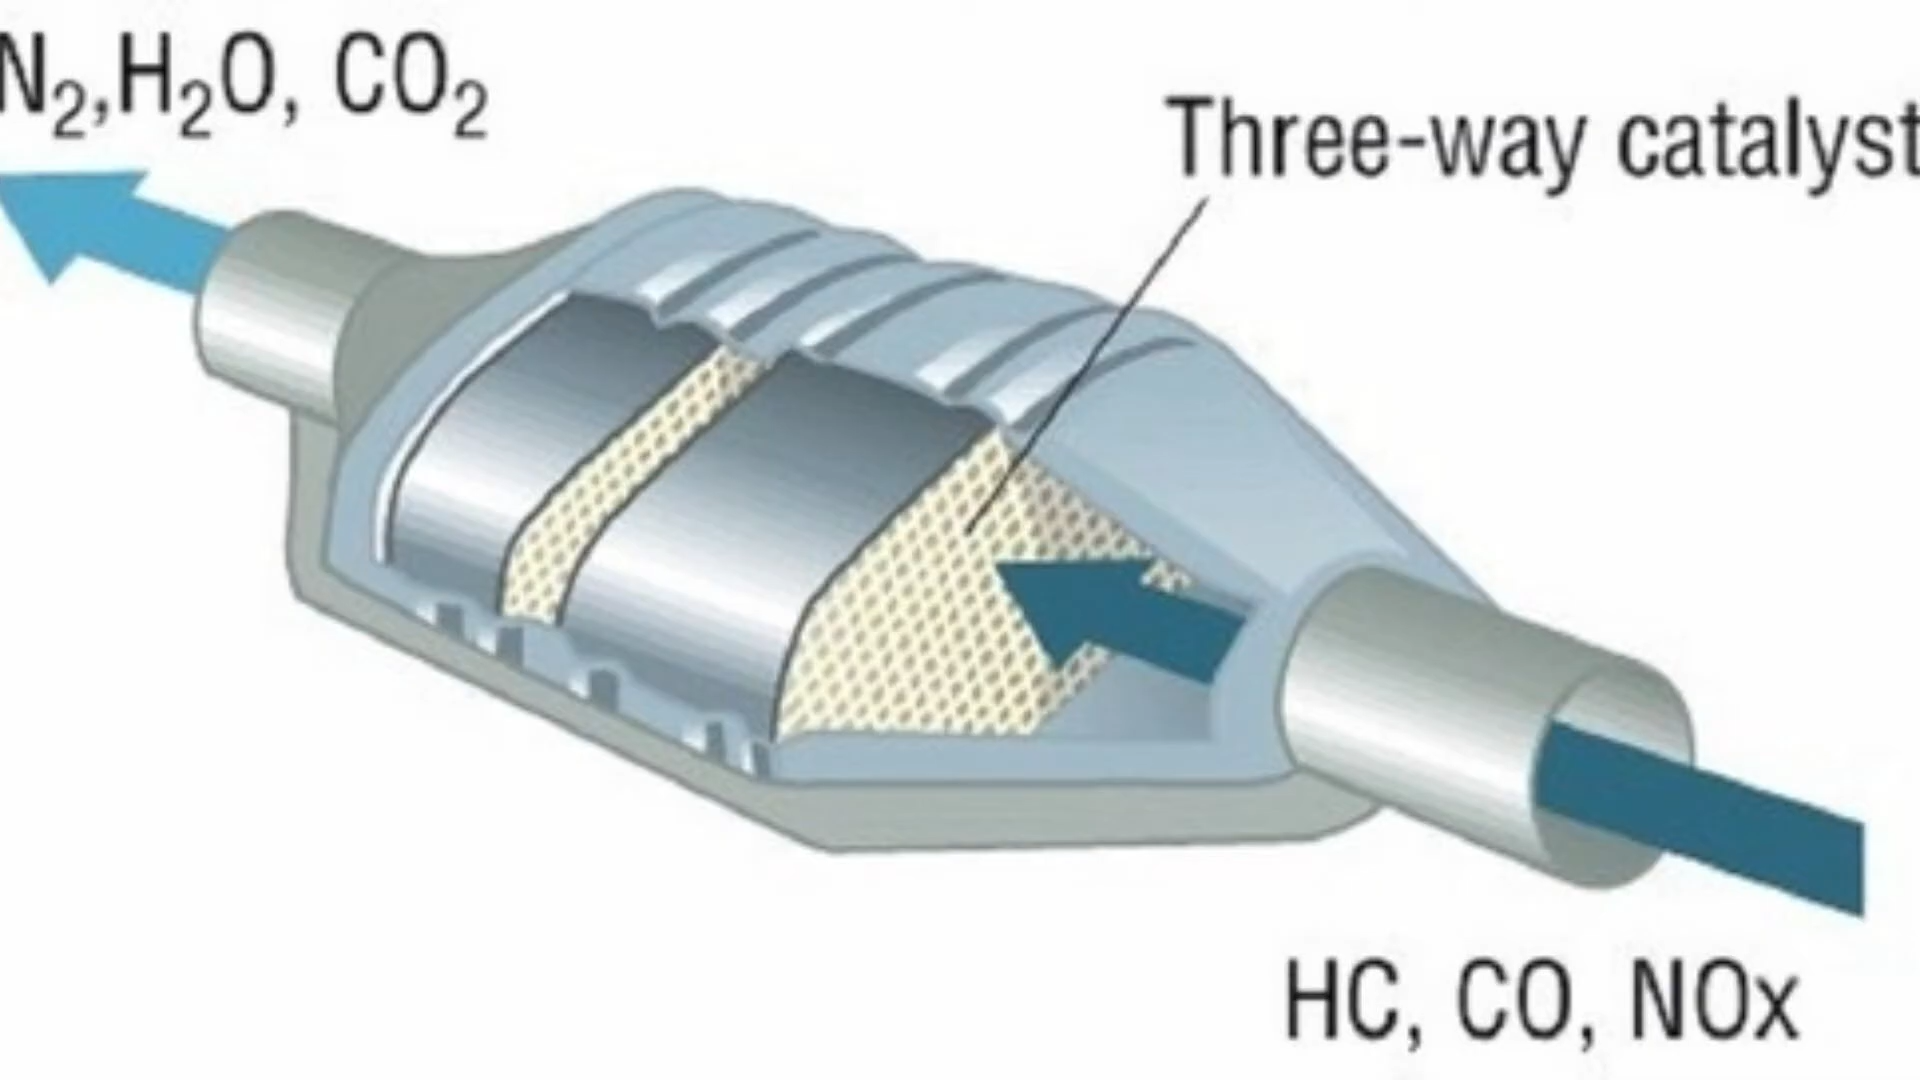 N₂,H₂O, CO₂
Three-way catalyst
HC, CO, NOx